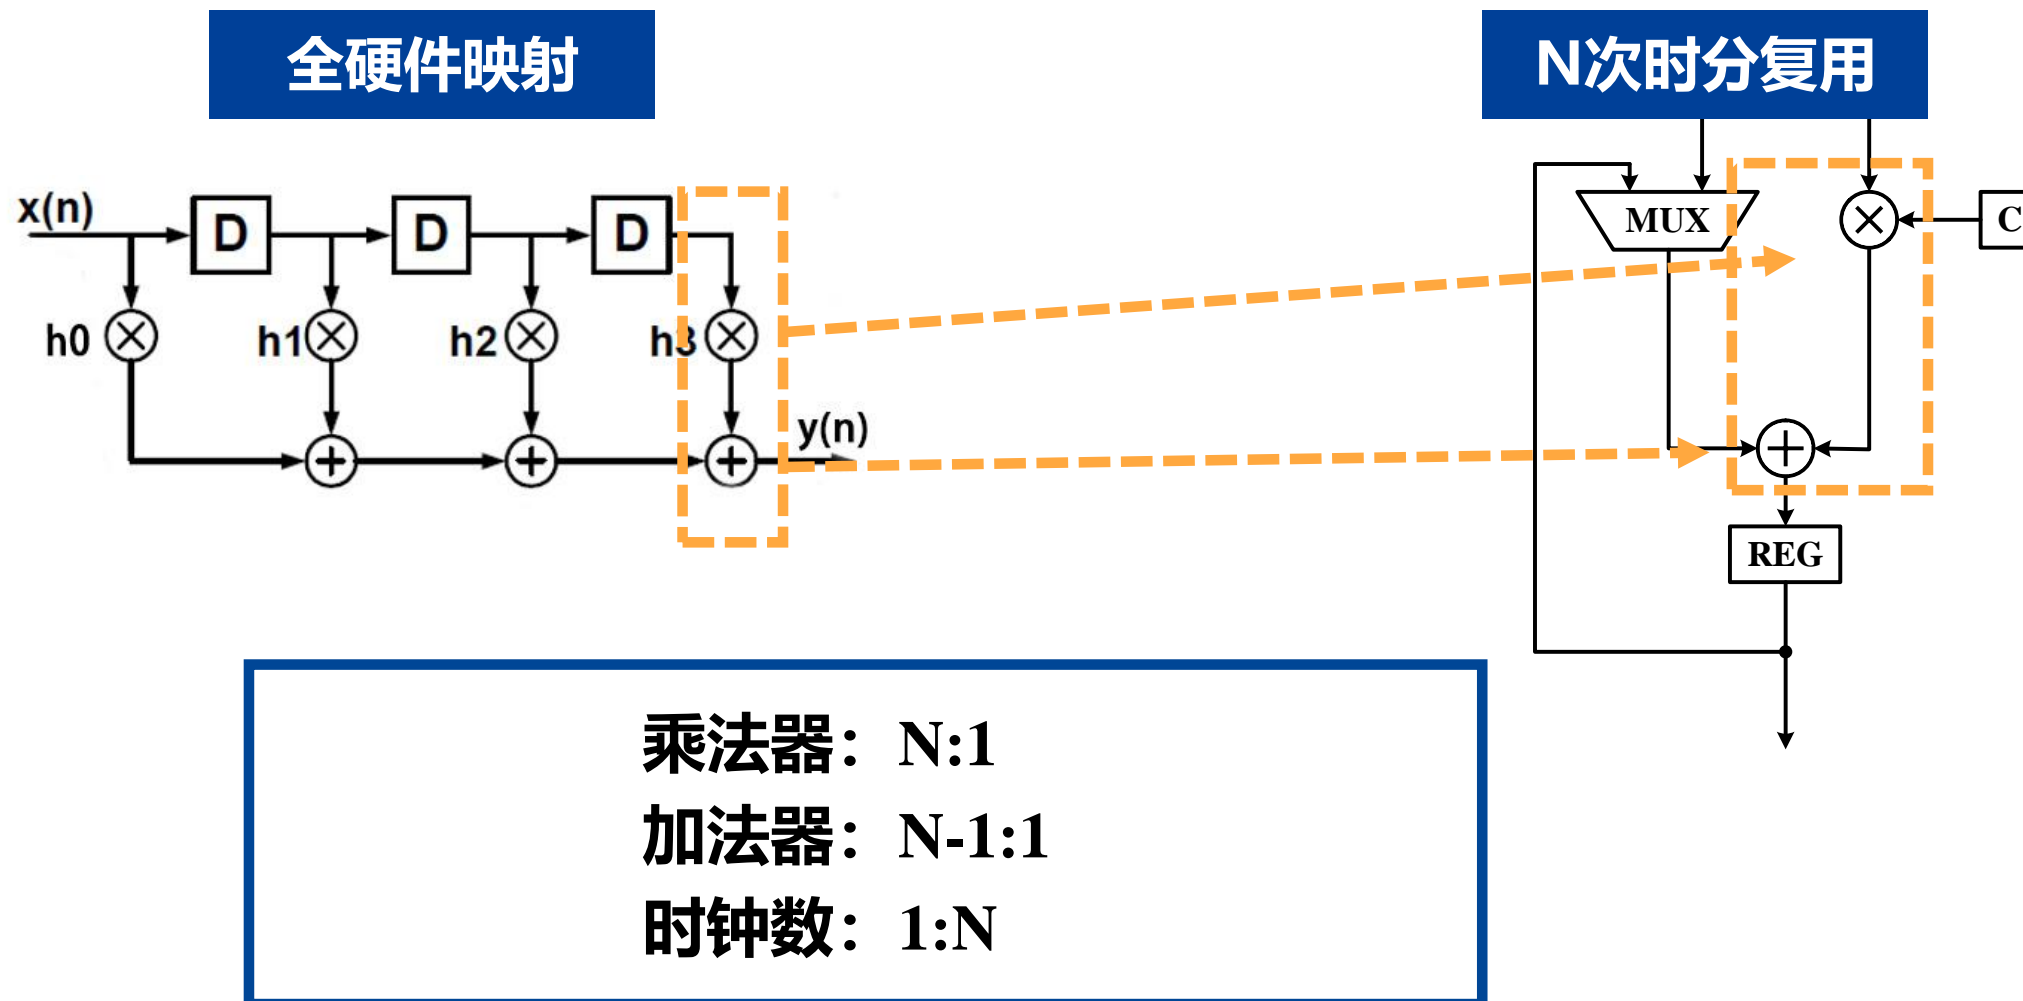 全硬件映射
N次时分复用
x(n)
D
D
D
MUX
C
h0
h1
h2
h3
y(n)
REG
乘法器：N:1
加法器：N-1:1
时钟数：1:N